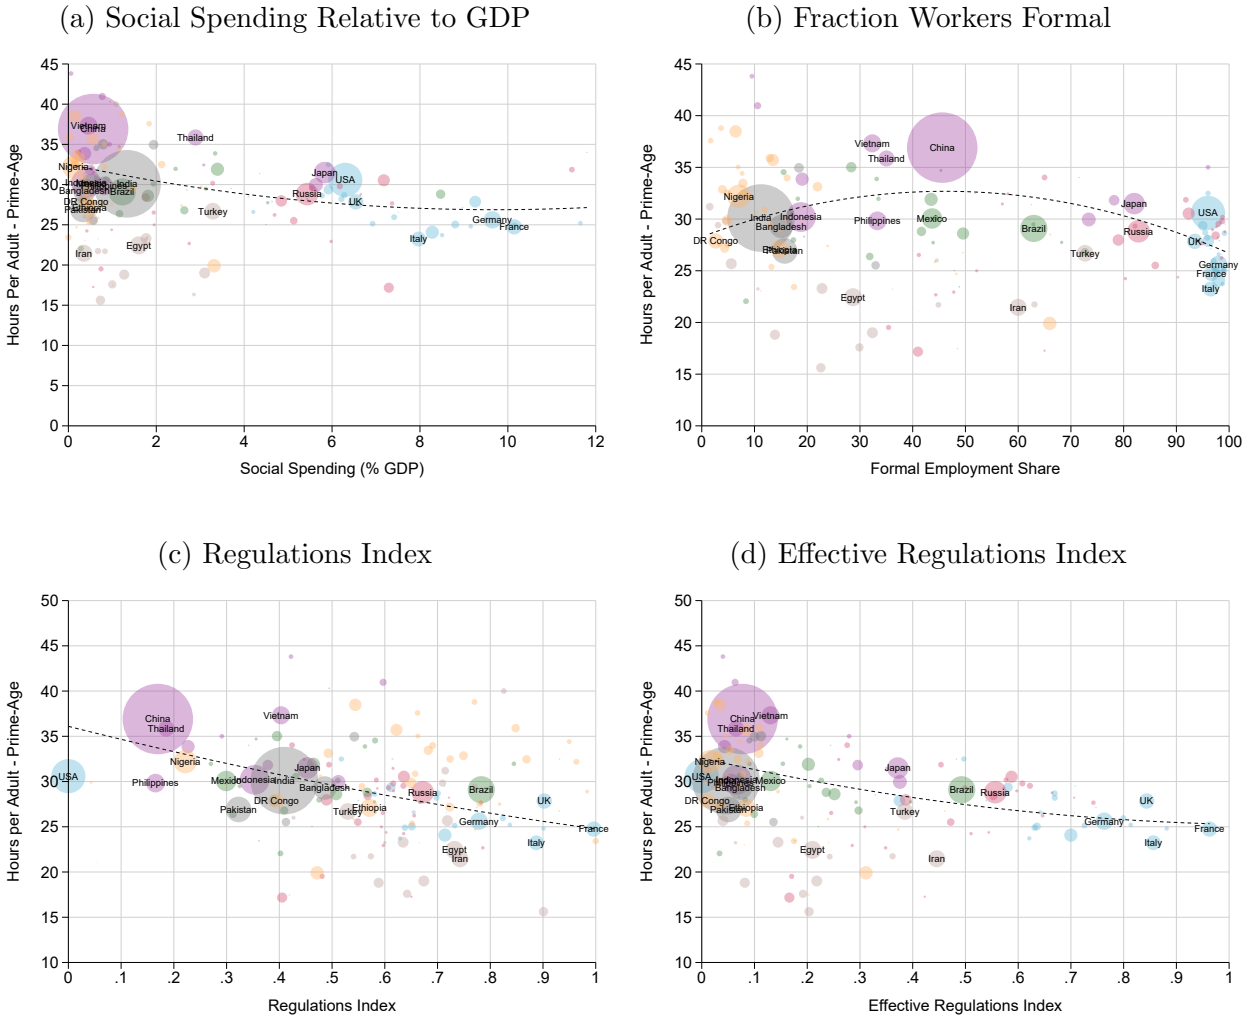 (a) Social Spending Relative to GDP
Hours Per Adult - Prime-Age
45
40
35
30
25
20
15
10
5
0
Vietnam
China
Thailand
Nigeria
Indonesia
Philippines
India
Bangladesh
Brazil
DR Congo
Ethiopia
Pakistan
Japan
USA
Russia
UK
Turkey
Germany
France
Italy
Egypt
Iran
0 2 4 6 8 10 12
Social Spending (% GDP)
(b) Fraction Workers Formal
Hours per Adult - Prime-Age
45
40
35
30
25
20
15
10
Vietnam
China
Thailand
Nigeria
Japan
USA
India
Indonesia
Philippines
Mexico
Bangladesh
Brazil
Russia
DR Congo
UK
Ethiopia
Pakistan
Turkey
Germany
France
Italy
Egypt
Iran
0 10 20 30 40 50 60 70 80 90 100
Formal Employment Share
(c) Regulations Index
Hours per Adult - Prime-Age
50
45
40
35
30
25
20
15
10
China
Vietnam
Thailand
Nigeria
Japan
USA
Philippines
Mexico
Indonesia
India
Bangladesh
Brazil
Russia
DR Congo
UK
Pakistan
Turkey
Ethiopia
Germany
France
Italy
Egypt
Iran
0 .1 .2 .3 .4 .5 .6 .7 .8 .9 1
Regulations Index
(d) Effective Regulations Index
Hours per Adult - Prime-Age
50
45
40
35
30
25
20
15
10
China
Vietnam
Thailand
Nigeria
Japan
USA
Indonesia
Mexico
Philippines
Bangladesh
Brazil
Russia
DR Congo
UK
Pakistan
Ethiopia
Turkey
Germany
France
Italy
Egypt
Iran
0 .1 .2 .3 .4 .5 .6 .7 .8 .9 1
Effective Regulations Index